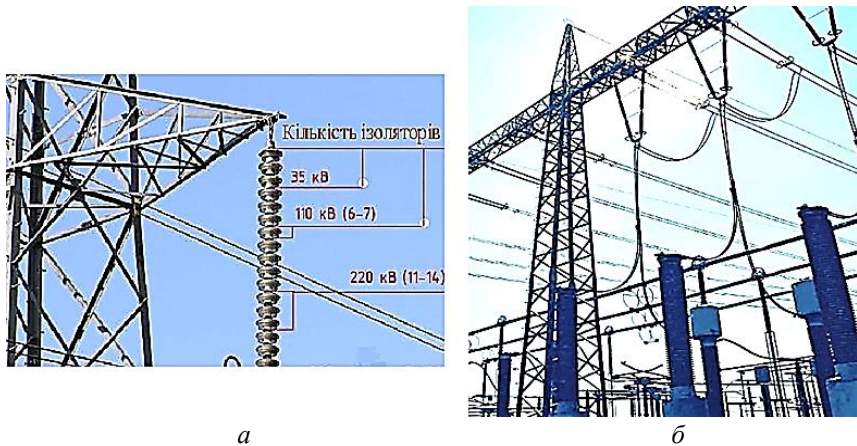 Кількість ізоляторів
35 кВ
110 кВ (6–7)
220 кВ (11–14)
а
б